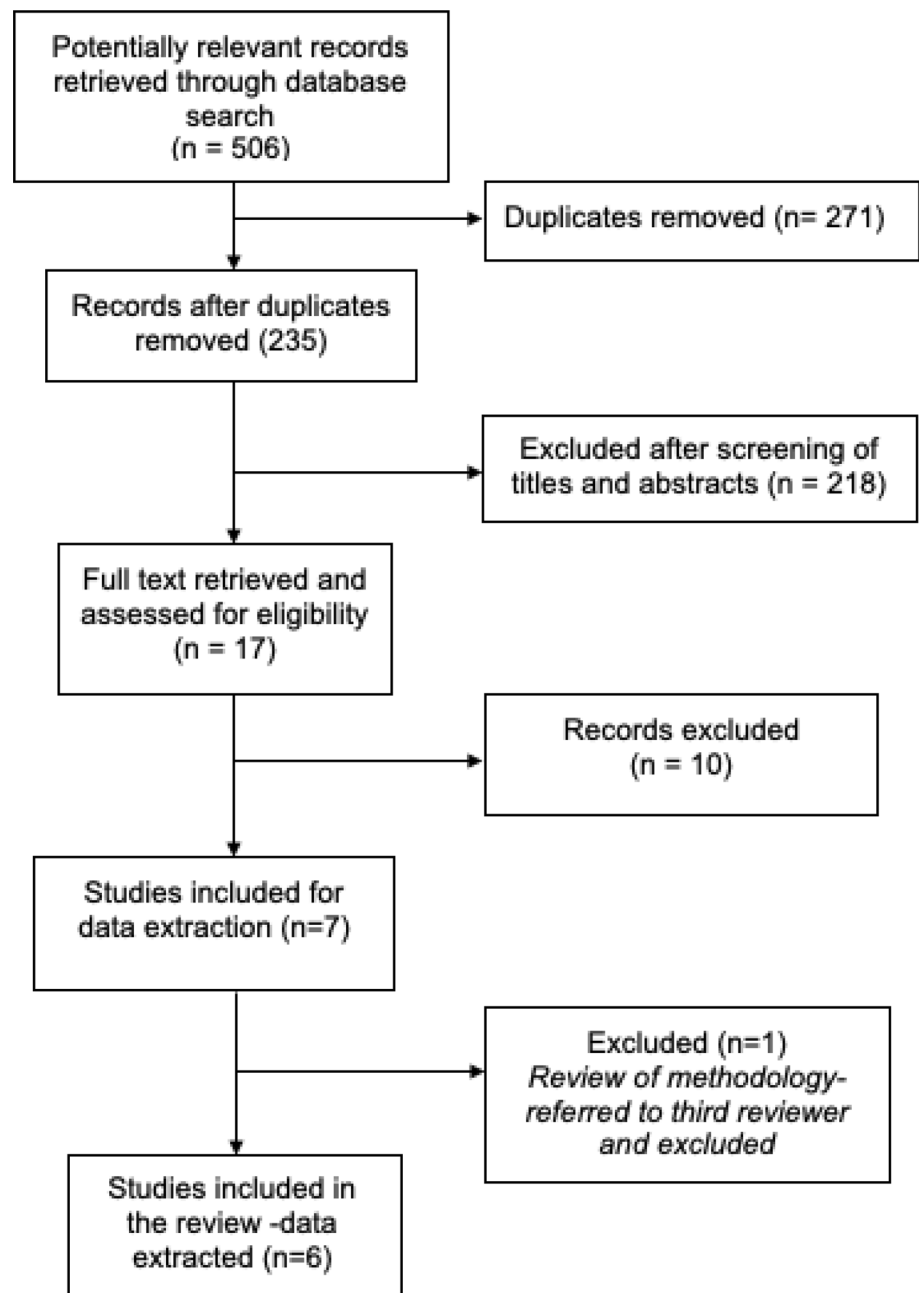 Potentially relevant records
retrieved through database
search
(n = 506)
Duplicates removed (n= 271)
Records after duplicates
removed (235)
Excluded after screening of
titles and abstracts (n = 218)
Full text retrieved and
assessed for eligibility
(n = 17)
Records excluded
(n = 10)
Studies included for
data extraction (n=7)
Excluded (n=1)
Review of methodology-
referred to third reviewer
and excluded
Studies included in
the review -data
extracted (n=6)